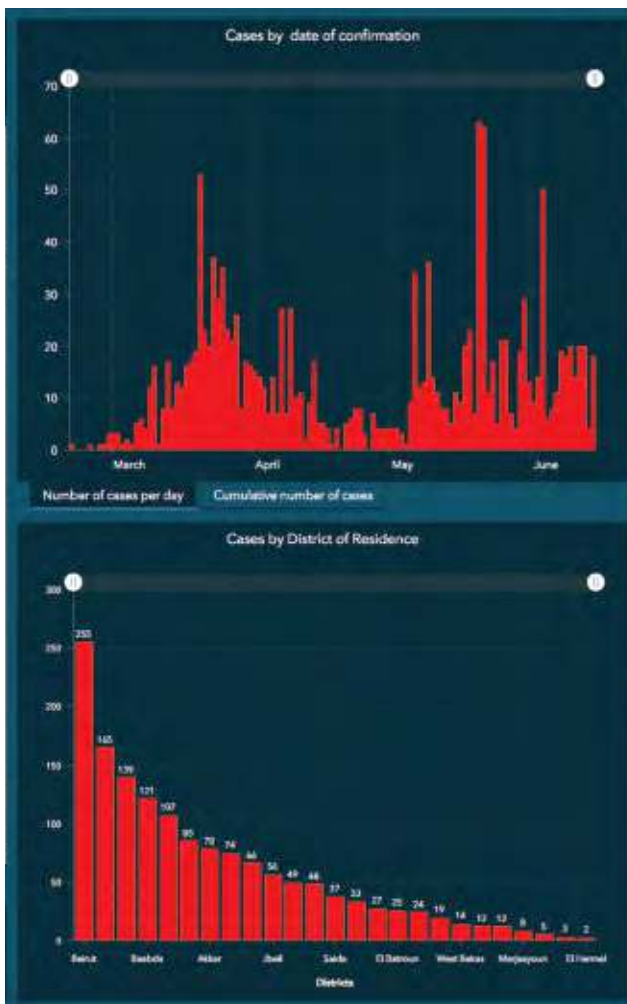 Cases by date of confirmation
70
60
50
40
30
20
10
0
March April May June
Number of cases per day Cumulative number of cases
Cases by District of Residence
300
250
200
150
100
50
0
255 165 139 121 107 85 78 74 66 56 49 48 37 33 27 25 24 19 14 12 12 8 5 3 2
Beirut Baabda Akkar Jbeil Saida El Batroun West Bekaa Marjaayoun El Hermel
Districts